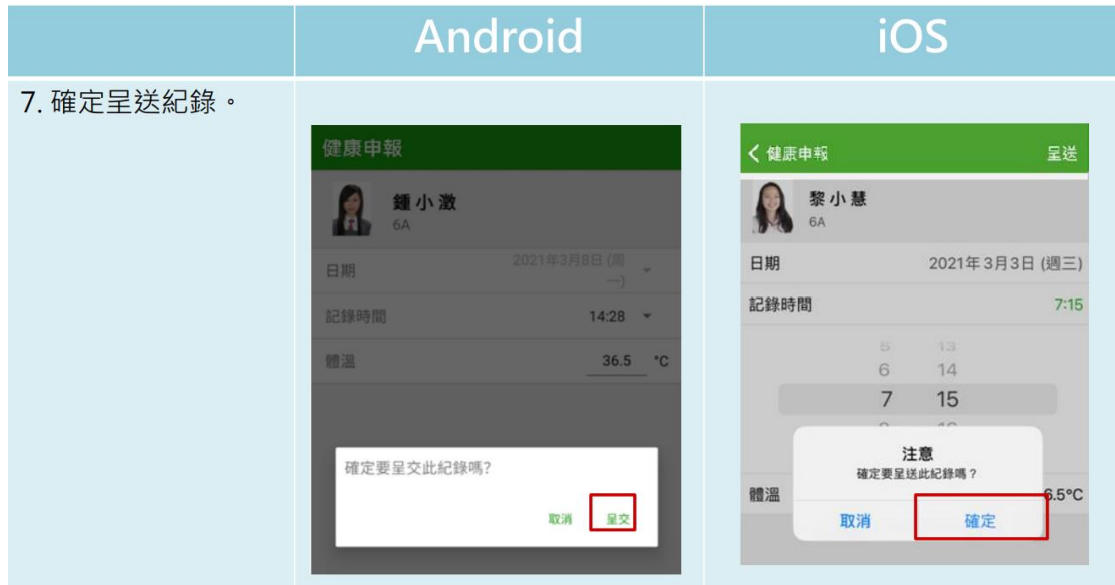 Android
iOS
7. 確定呈送紀錄。
健康申報
鍾小澂
6A
日期
2021年3月8日 (周
一)
記錄時間
14:28
體溫
36.5 °C
確定要呈交此紀錄嗎?
取消 呈交
健康申報 呈送
黎小慧
6A
日期 2021年3月3日 (週三)
記錄時間 7:15
5 13
6 14
7 15
注意
確定要呈送此紀錄嗎？
體溫 6.5°C
取消 確定